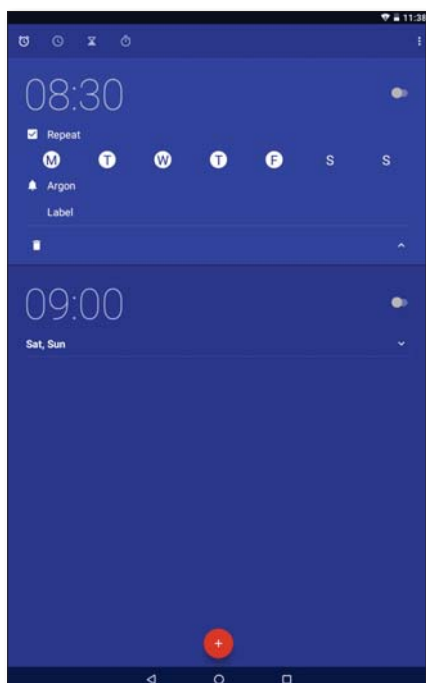 11:38
08:30
Repeat
M T W T F S S
Argon
Label
09:00
Sat, Sun